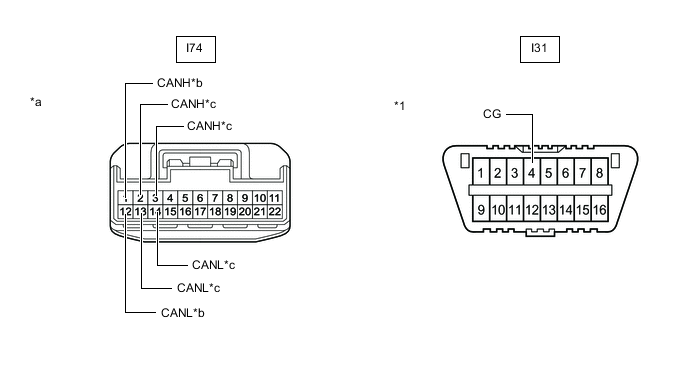 I74
I31
CANH*b
*a
CANH*c
*1
CG
CANH*c
1 2 3 4 5 6 7 8
1 2 3 4 5 6 7 8 9 10 11
12 13 14 15 16 17 18 19 20 21 22
9 10 11 12 13 14 15 16
CANL*c
CANL*c
CANL*b